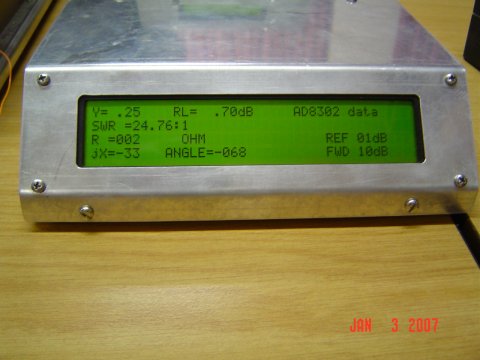 Y= .25 RL= .70dB AD8302 data
SWR =24.76:1
R =002 OHM REF 01dB
jX=-33 ANGLE=-068 FWD 10dB
JAN 3 2007